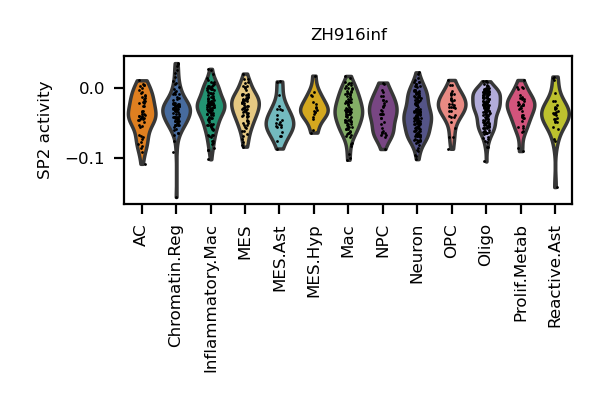 ZH916inf
SP2 activity
0.0
−0.1
AC
Chromatin.Reg
Inflammatory.Mac
MES
MES.Ast
MES.Hyp
Mac
NPC
Neuron
OPC
Oligo
Prolif.Metab
Reactive.Ast